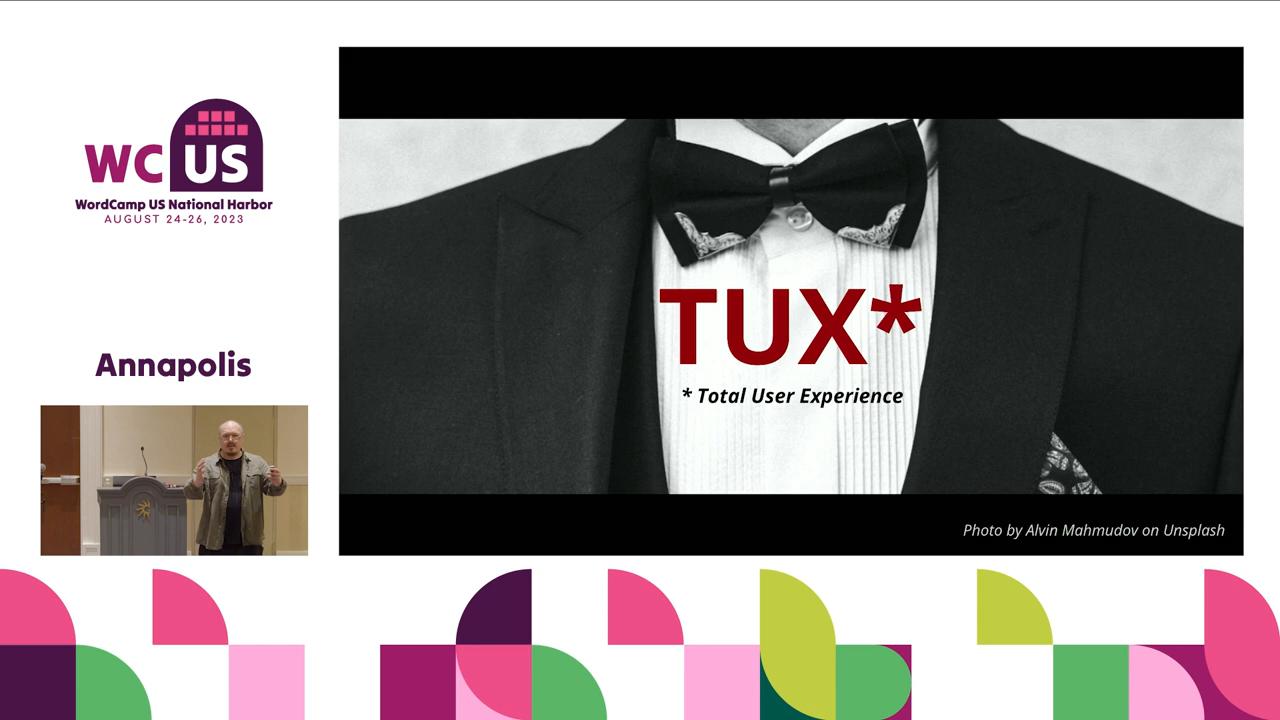 WC US
WordCamp US National Harbor
AUGUST 24-26, 2023
Annapolis
TUX*
* Total User Experience
Photo by Alvin Mahmudov on Unsplash